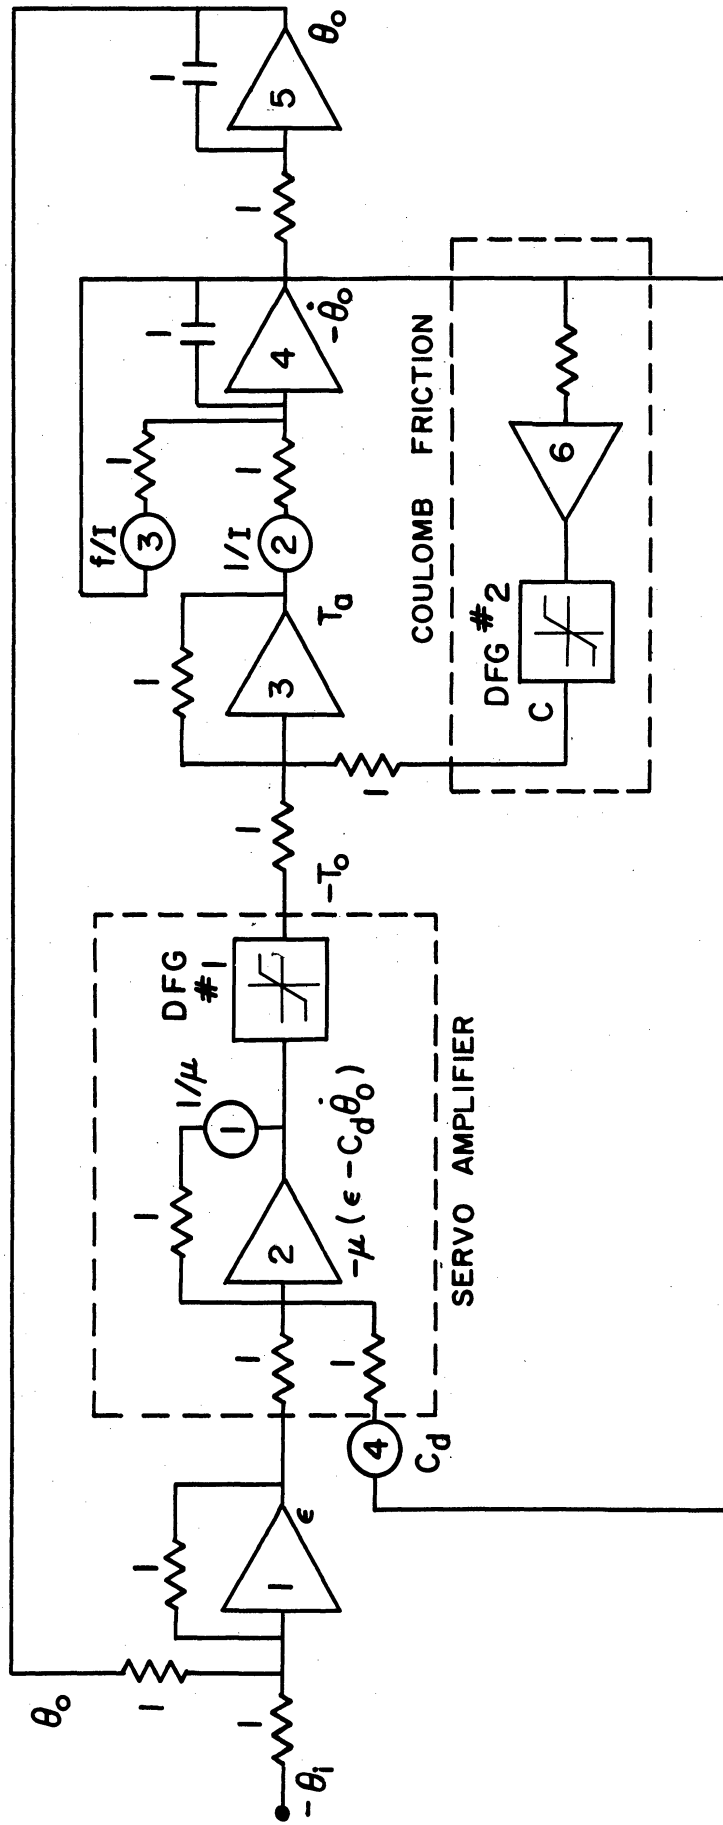 θo
1
1
-θi
1
1
ϵ
4
Cd
1
1
1
2
-μ(ϵ - Cdθ̇o)
1/μ
1
DFG
#1
SERVO AMPLIFIER
-To
1
1
1
3
Ta
1/I
2
1
f/I
3
1
1
4
-θ̇o
1
1
5
θo
COULOMB FRICTION
DFG #2
C
6